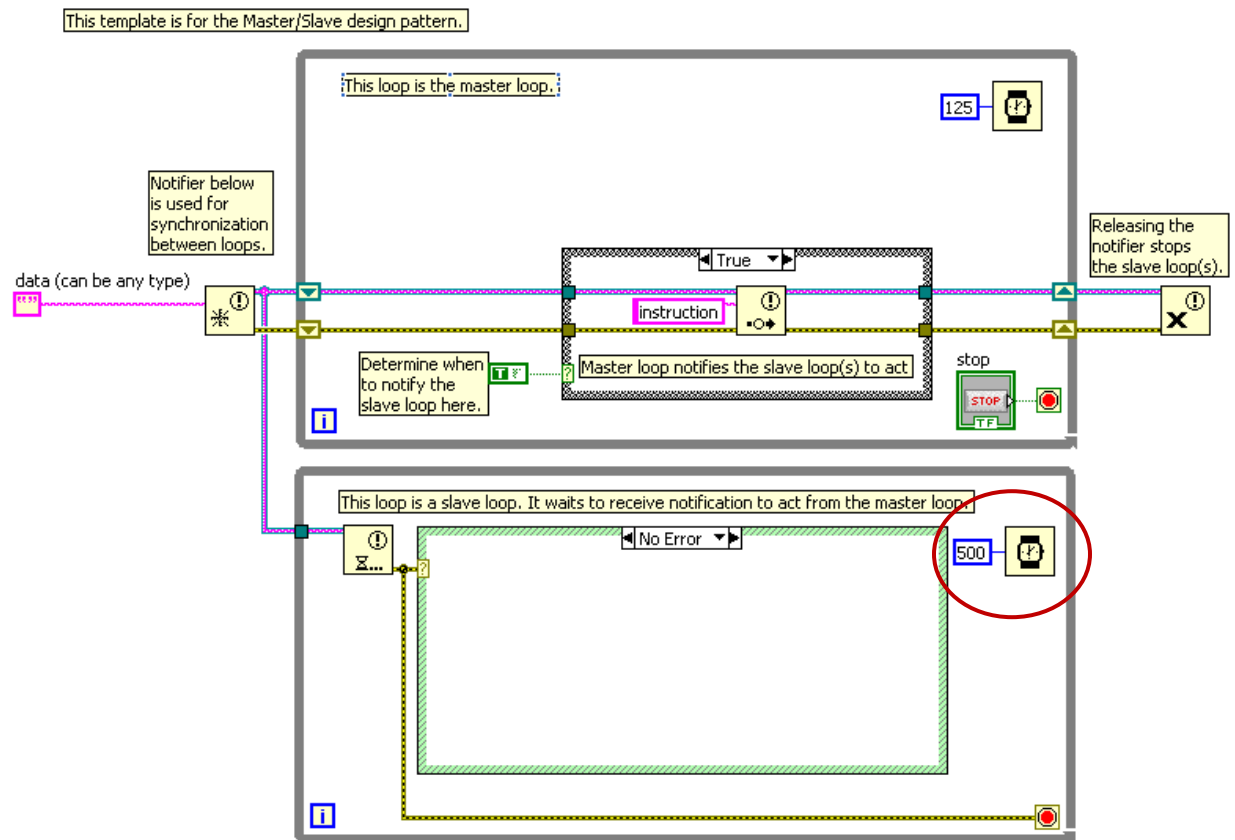 This template is for the Master/Slave design pattern.
This loop is the master loop.
125
Notifier below
is used for
synchronization
between loops.
Releasing the
notifier stops
the slave loop(s).
True
data (can be any type)
instruction
Determine when
to notify the
slave loop here.
T F
?
Master loop notifies the slave loop(s) to act
stop
STOP
TF
i
This loop is a slave loop. It waits to receive notification to act from the master loop.
No Error
500
?
i